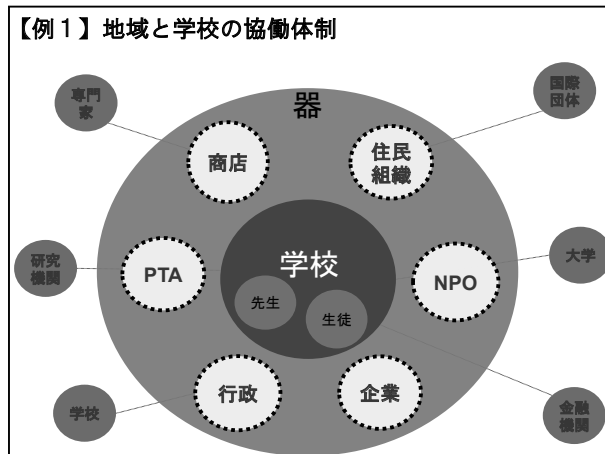 【例１】地域と学校の協働体制
専門
家
国際
団体
器
商店
住民
組織
研究
機関
PTA
学校
先生
生徒
NPO
大学
学校
行政
企業
金融
機関